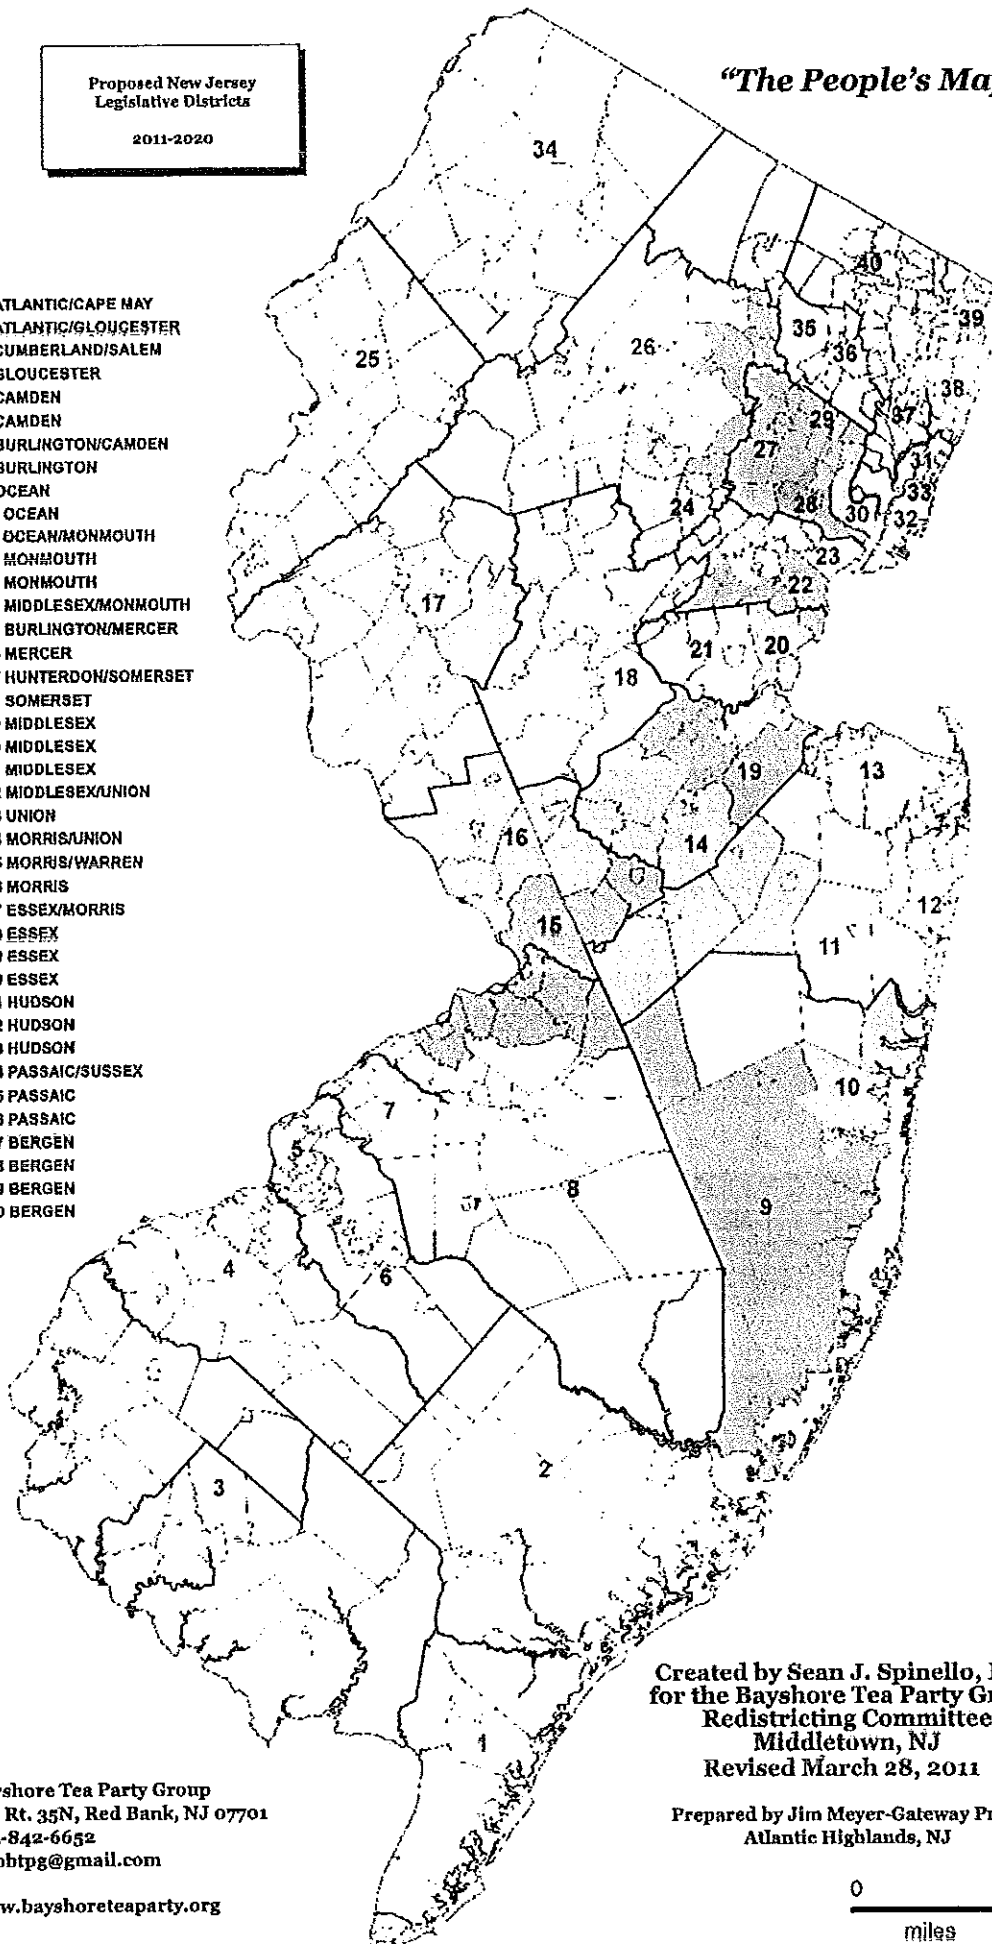 Proposed New Jersey
Legislative Districts
2011-2020
"The People's Ma
ATLANTIC/CAPE MAY
ATLANTIC/GLOUCESTER
CUMBERLAND/SALEM
GLOUCESTER
CAMDEN
CAMDEN
BURLINGTON/CAMDEN
BURLINGTON
OCEAN
OCEAN
OCEAN/MONMOUTH
MONMOUTH
MONMOUTH
MIDDLESEX/MONMOUTH
BURLINGTON/MERCER
MERCER
HUNTERDON/SOMERSET
SOMERSET
MIDDLESEX
MIDDLESEX
MIDDLESEX
MIDDLESEX/UNION
UNION
MORRIS/UNION
MORRIS/WARREN
MORRIS
ESSEX/MORRIS
ESSEX
ESSEX
ESSEX
HUDSON
HUDSON
HUDSON
PASSAIC/SUSSEX
PASSAIC
PASSAIC
BERGEN
BERGEN
BERGEN
BERGEN
34
40
39
35
36
25
26
38
37
29
27
31
33
28
30
32
24
23
22
17
21
20
18
19
13
16
14
12
15
11
10
7
5
8
9
4
6
2
3
1
Created by Sean J. Spinello,
for the Bayshore Tea Party Gr
Redistricting Committee
Middletown, NJ
Revised March 28, 2011
Prepared by Jim Meyer-Gateway Pr
Atlantic Highlands, NJ
0
miles
yshore Tea Party Group
Rt. 35N, Red Bank, NJ 07701
-842-6652
obtpg@gmail.com
w.bayshoreteaparty.org